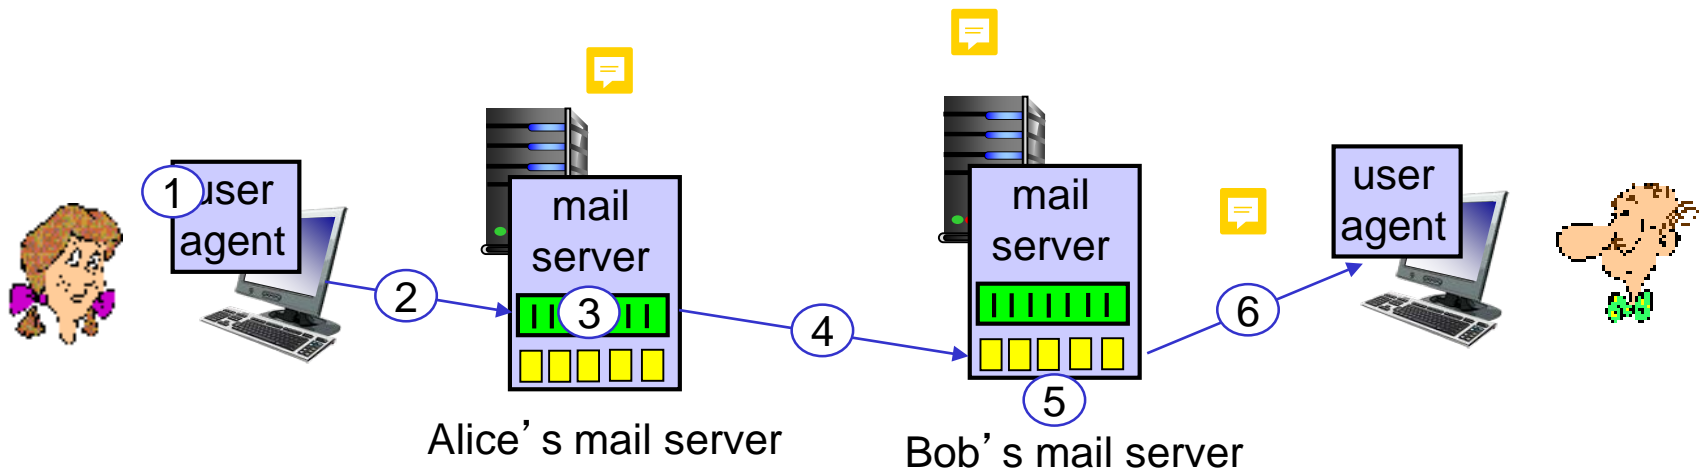 1
user
agent
2
mail
server
3
Alice's mail server
4
mail
server
5
Bob's mail server
6
user
agent